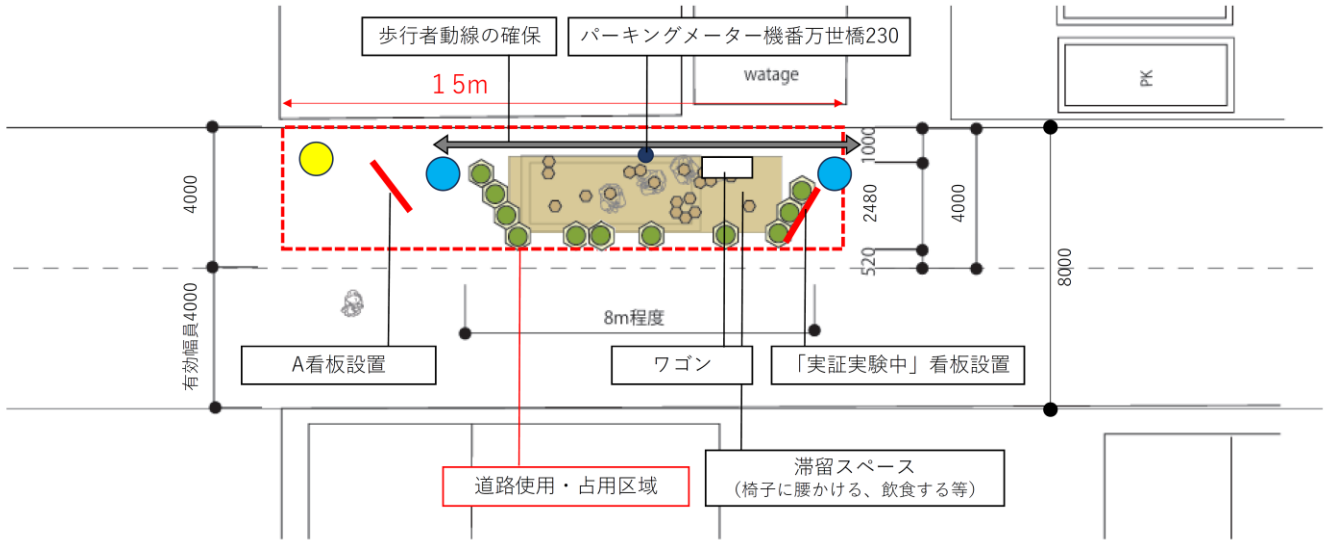 歩行者動線の確保
パーキングメーター機番万世橋230
watage
PK
15m
4000
1000
2480
520
4000
8000
有効幅員4000
8m程度
A看板設置
ワゴン
「実証実験中」看板設置
道路使用・占用区域
滞留スペース
（椅子に腰かける、飲食する等）